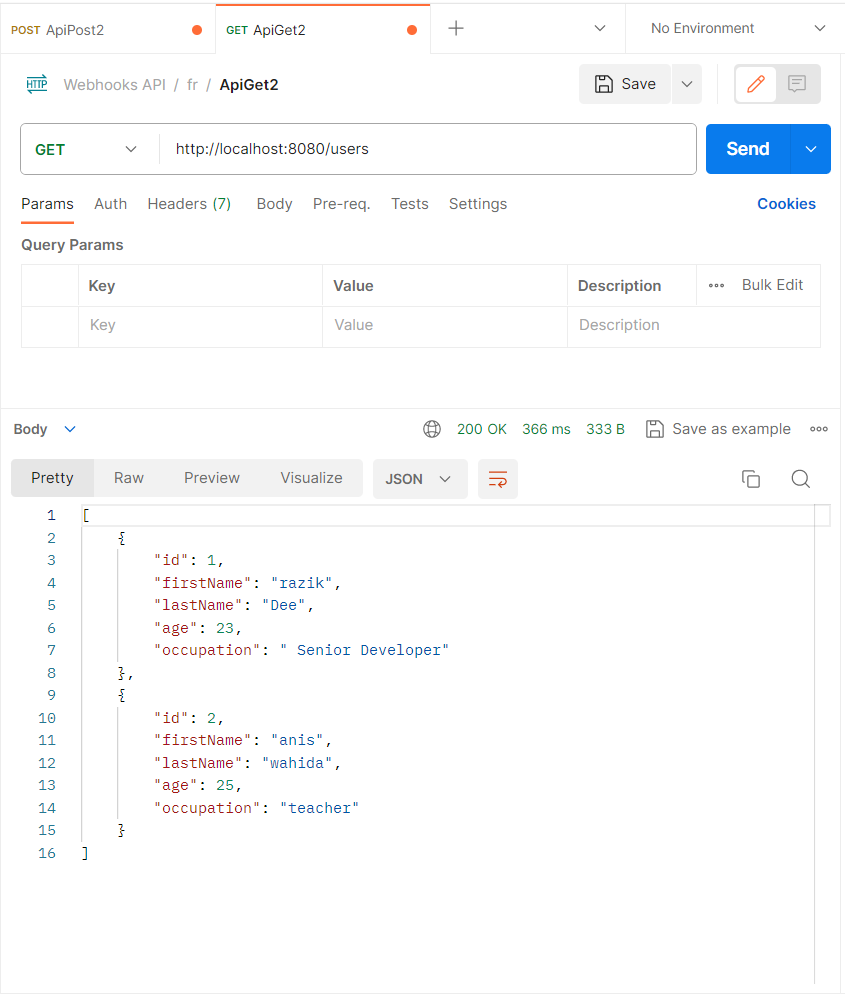 POST ApiPost2 GET ApiGet2 No Environment
HTTP Webhooks API / fr / ApiGet2 Save
GET http://localhost:8080/users Send
Params Auth Headers (7) Body Pre-req. Tests Settings Cookies
Query Params
Key Value Description Bulk Edit
Key Value Description
Body 200 OK 366 ms 333 B Save as example
Pretty Raw Preview Visualize JSON
1 [
2 {
3 "id": 1,
4 "firstName": "razik",
5 "lastName": "Dee",
6 "age": 23,
7 "occupation": " Senior Developer"
8 },
9 {
10 "id": 2,
11 "firstName": "anis",
12 "lastName": "wahida",
13 "age": 25,
14 "occupation": "teacher"
15 }
16 ]